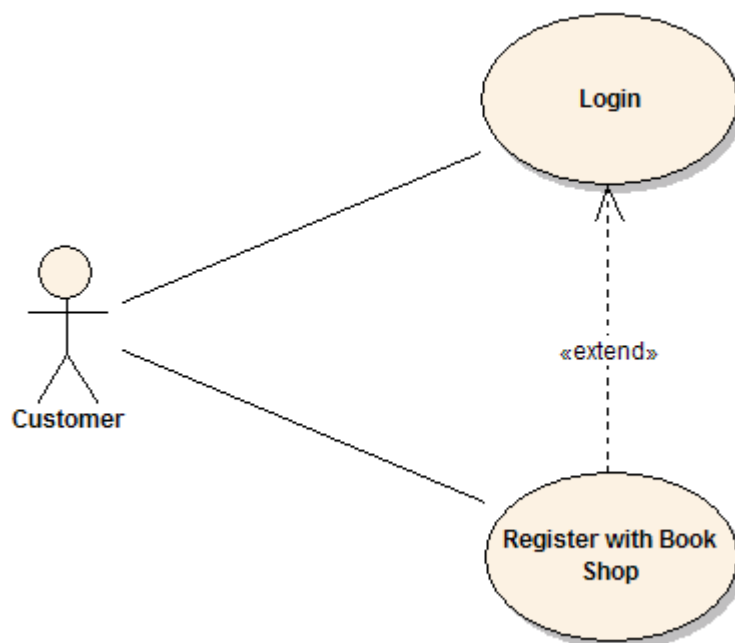 Login
«extend»
Customer
Register with Book
Shop